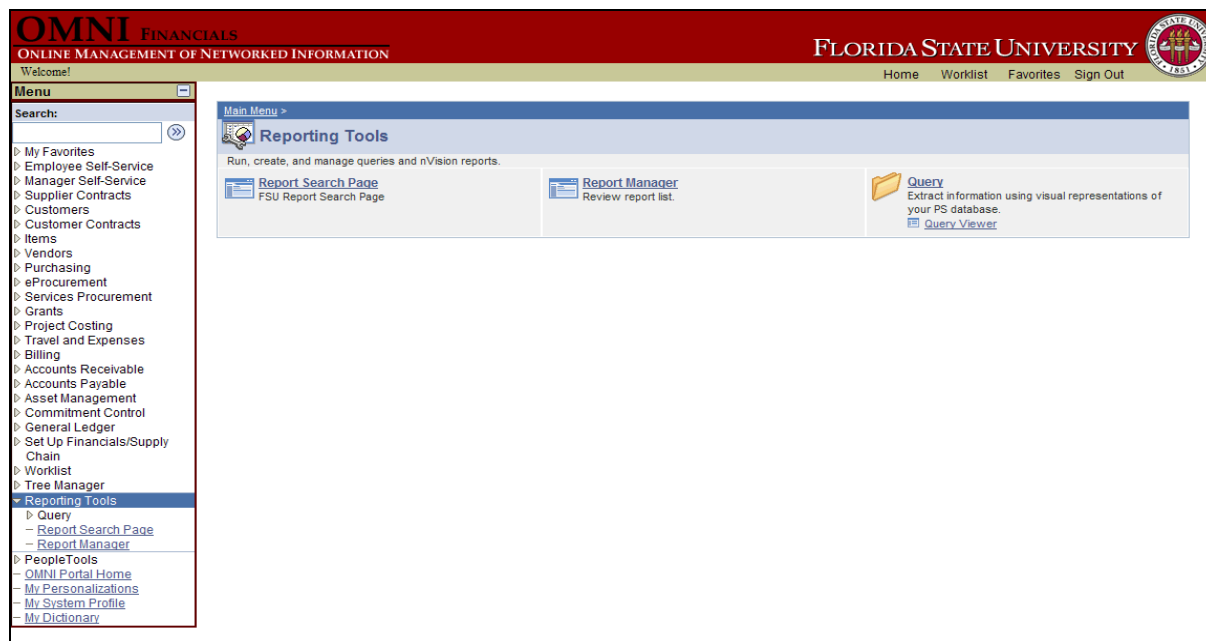 OMNI FINANCIALS
ONLINE MANAGEMENT OF NETWORKED INFORMATION
FLORIDA STATE UNIVERSITY
Welcome!
Home Worklist Favorites Sign Out
Menu
Search:
My Favorites
Employee Self-Service
Manager Self-Service
Supplier Contracts
Customers
Customer Contracts
Items
Vendors
Purchasing
eProcurement
Services Procurement
Grants
Project Costing
Travel and Expenses
Billing
Accounts Receivable
Accounts Payable
Asset Management
Commitment Control
General Ledger
Set Up Financials/Supply
Chain
Worklist
Tree Manager
Reporting Tools
Query
Report Search Page
Report Manager
PeopleTools
OMNI Portal Home
My Personalizations
My System Profile
My Dictionary
Main Menu >
Reporting Tools
Run, create, and manage queries and nVision reports.
Report Search Page
FSU Report Search Page
Report Manager
Review report list.
Query
Extract information using visual representations of
your PS database.
Query Viewer
1851